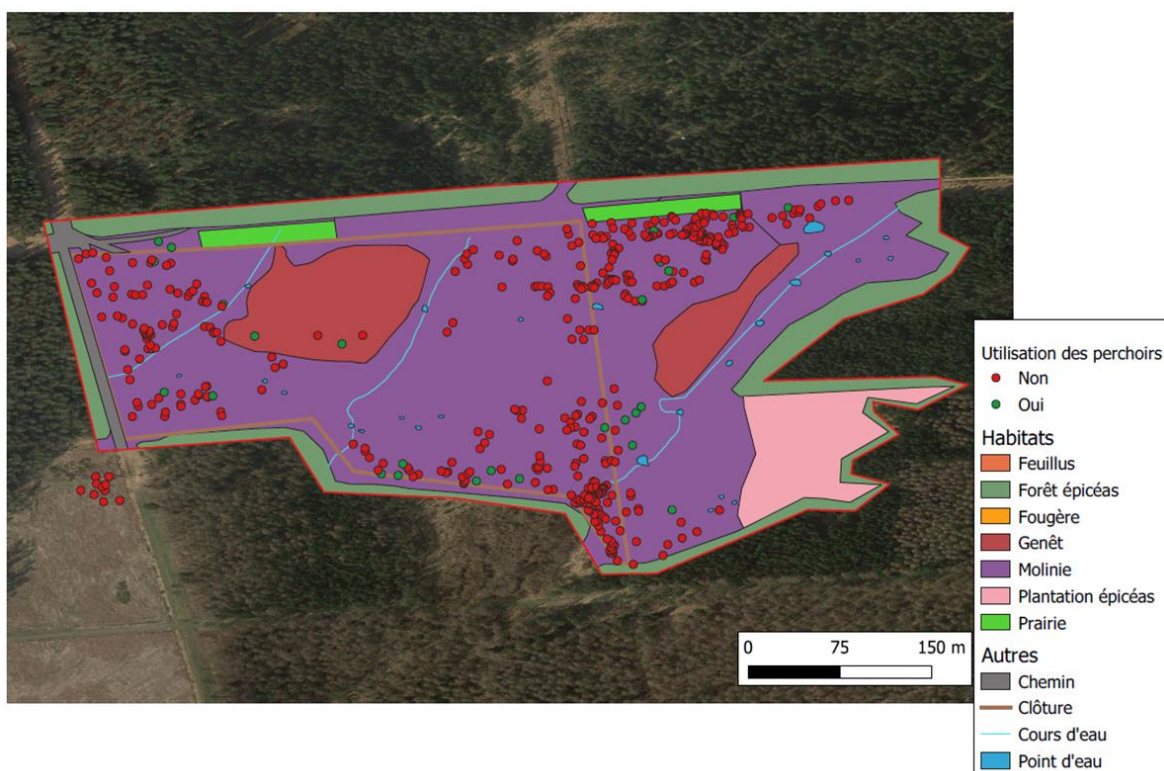 Utilisation des perchoirs
Non
Oui
Habitats
Feuillus
Forêt épicéas
Fougère
Genêt
Molinie
Plantation épicéas
Prairie
0 75 150 m
Autres
Chemin
Clôture
Cours d'eau
Point d'eau